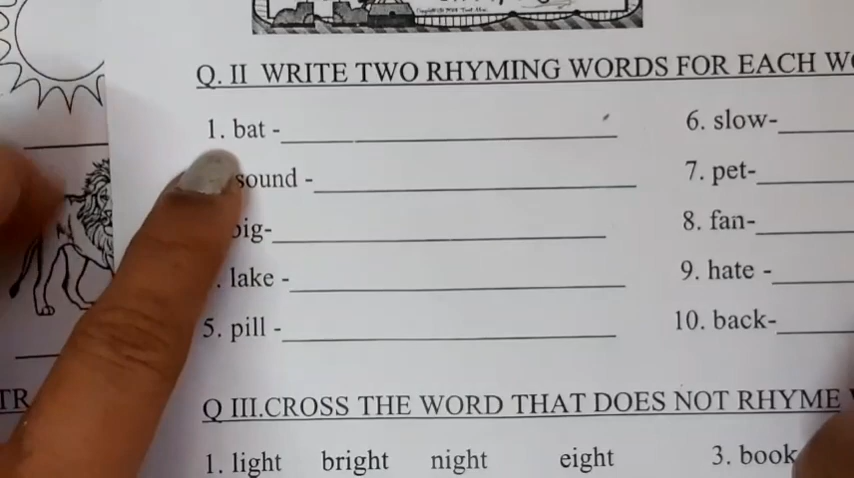 Q. II WRITE TWO RHYMING WORDS FOR EACH
1. bat -
6. slow-
sound -
7. pet-
big-
8. fan-
. lake -
9. hate -
5. pill -
10. back-
TR
Q III.CROSS THE WORD THAT DOES NOT RHYME
1. light bright night eight
3. book